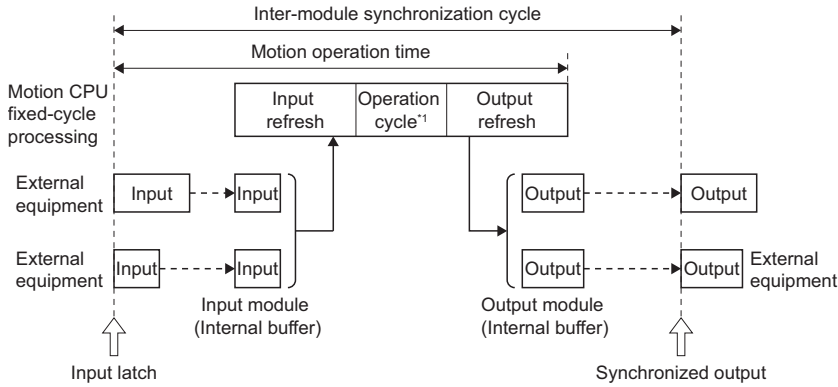 Inter-module synchronization cycle
Motion operation time
Motion CPU
fixed-cycle
processing
Input
refresh
Operation
cycle*1
Output
refresh
External
equipment
Input
Input
Output
Output
External
equipment
Input
Input
Output
Output
External
equipment
Input module
(Internal buffer)
Output module
(Internal buffer)
Input latch
Synchronized output